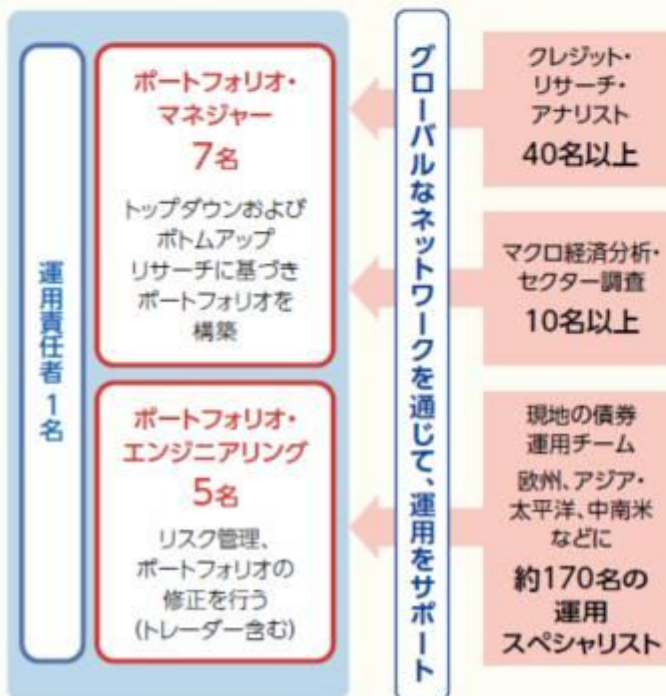 運用責任者 1名
ポートフォリオ・
マネジャー
7名
トップダウンおよび
ボトムアップ
リサーチに基づき
ポートフォリオを
構築
ポートフォリオ・
エンジニアリング
5名
リスク管理、
ポートフォリオの
修正を行う
(トレーダー含む)
グローバルなネットワークを通じて、運用をサポート
クレジット・
リサーチ・
アナリスト
40名以上
マクロ経済分析・
セクター調査
10名以上
現地の債券
運用チーム
欧州、アジア・
太平洋、中南米
などに
約170名の
運用
スペシャリスト